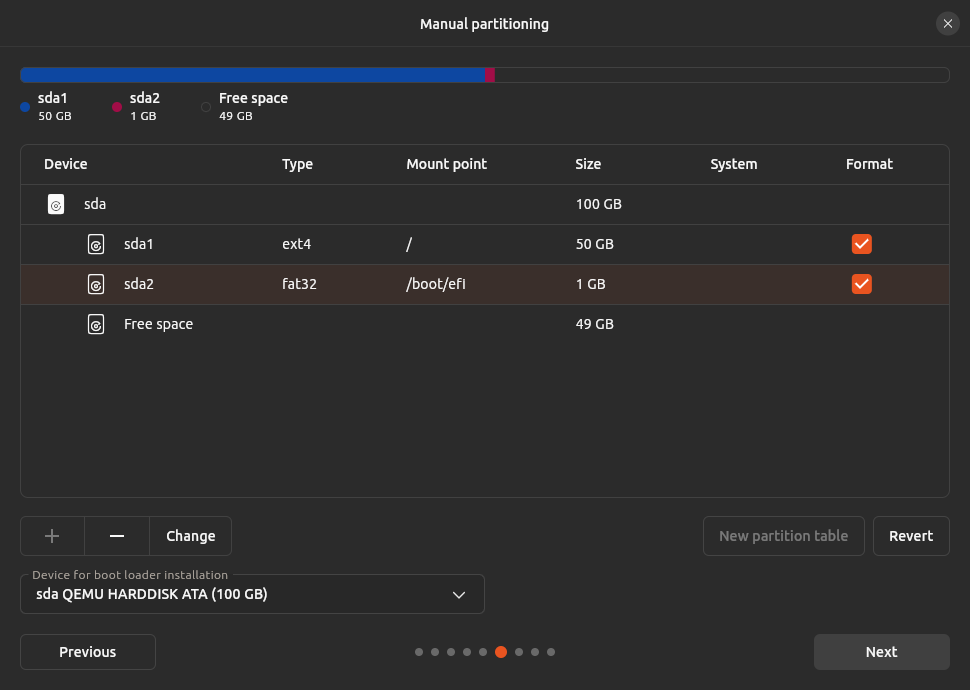 Manual partitioning
sda1
50 GB
sda2
1 GB
Free space
49 GB
Device Type Mount point Size System Format
sda 100 GB
sda1 ext4 / 50 GB
sda2 fat32 /boot/efi 1 GB
Free space 49 GB
Change
New partition table
Revert
Device for boot loader installation
sda QEMU HARDDISK ATA (100 GB)
Previous
Next